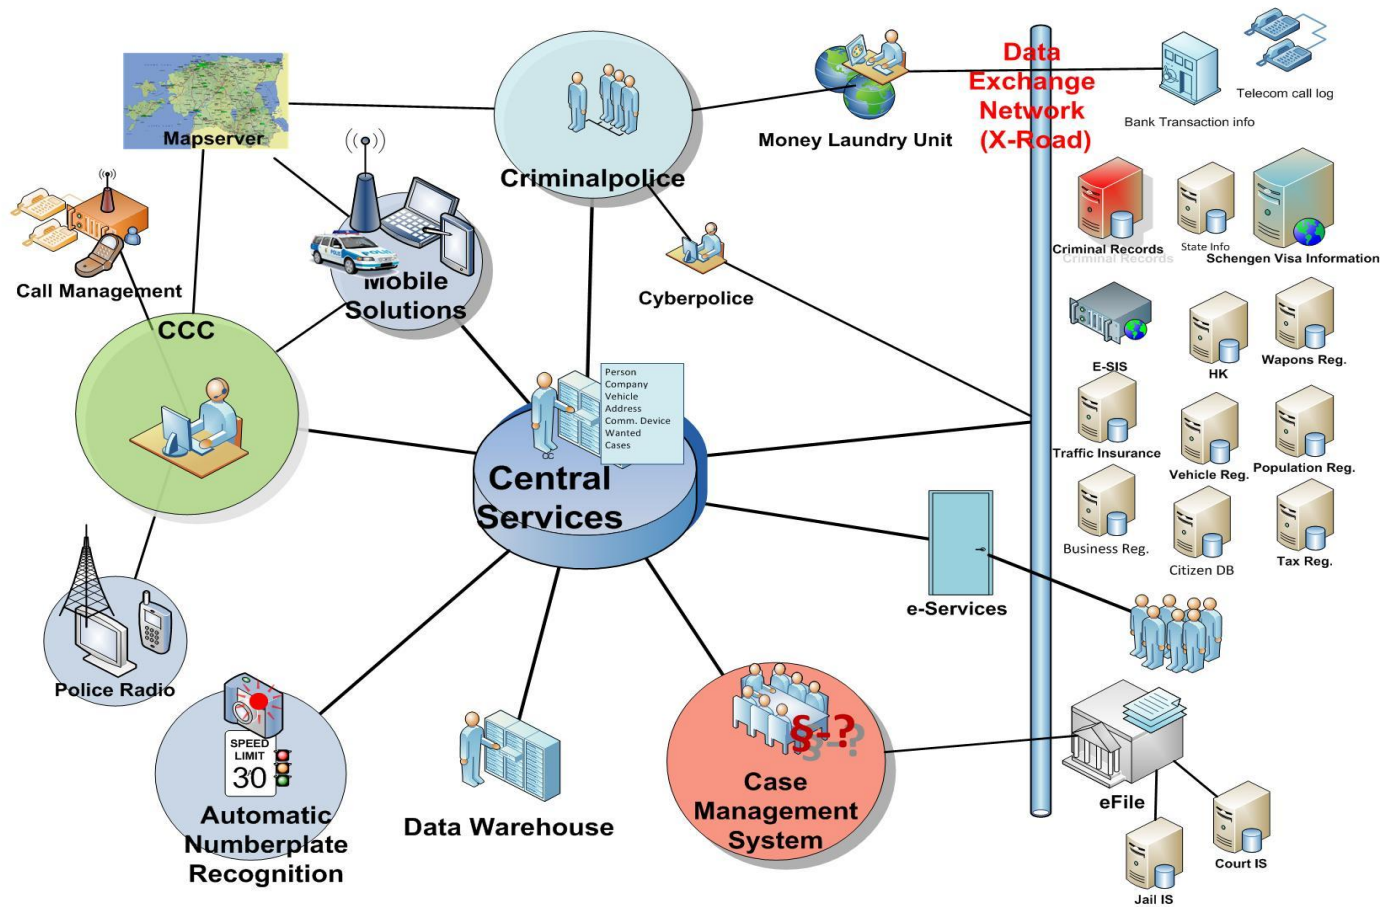 Mapserver
Call Management
CCC
Mobile
Solutions
POLIS
Criminalpolice
Money Laundry Unit
Cyberpolice
Data
Exchange
Network
(X-Road)
Bank Transaction info
Telecom call log
Criminal Records
Criminal Records
State Info
Schengen Visa Information
E-SIS
HK
Wapons Reg.
Traffic Insurance
Vehicle Reg.
Population Reg.
Business Reg.
Citizen DB
Tax Reg.
Person
Company
Vehicle
Address
Comm. Device
Wanted
Cases
Central
Services
e-Services
Police Radio
SPEED
LIMIT
30
Automatic
Numberplate
Recognition
Data Warehouse
§-?
Case
Management
System
eFile
Court IS
Jail IS